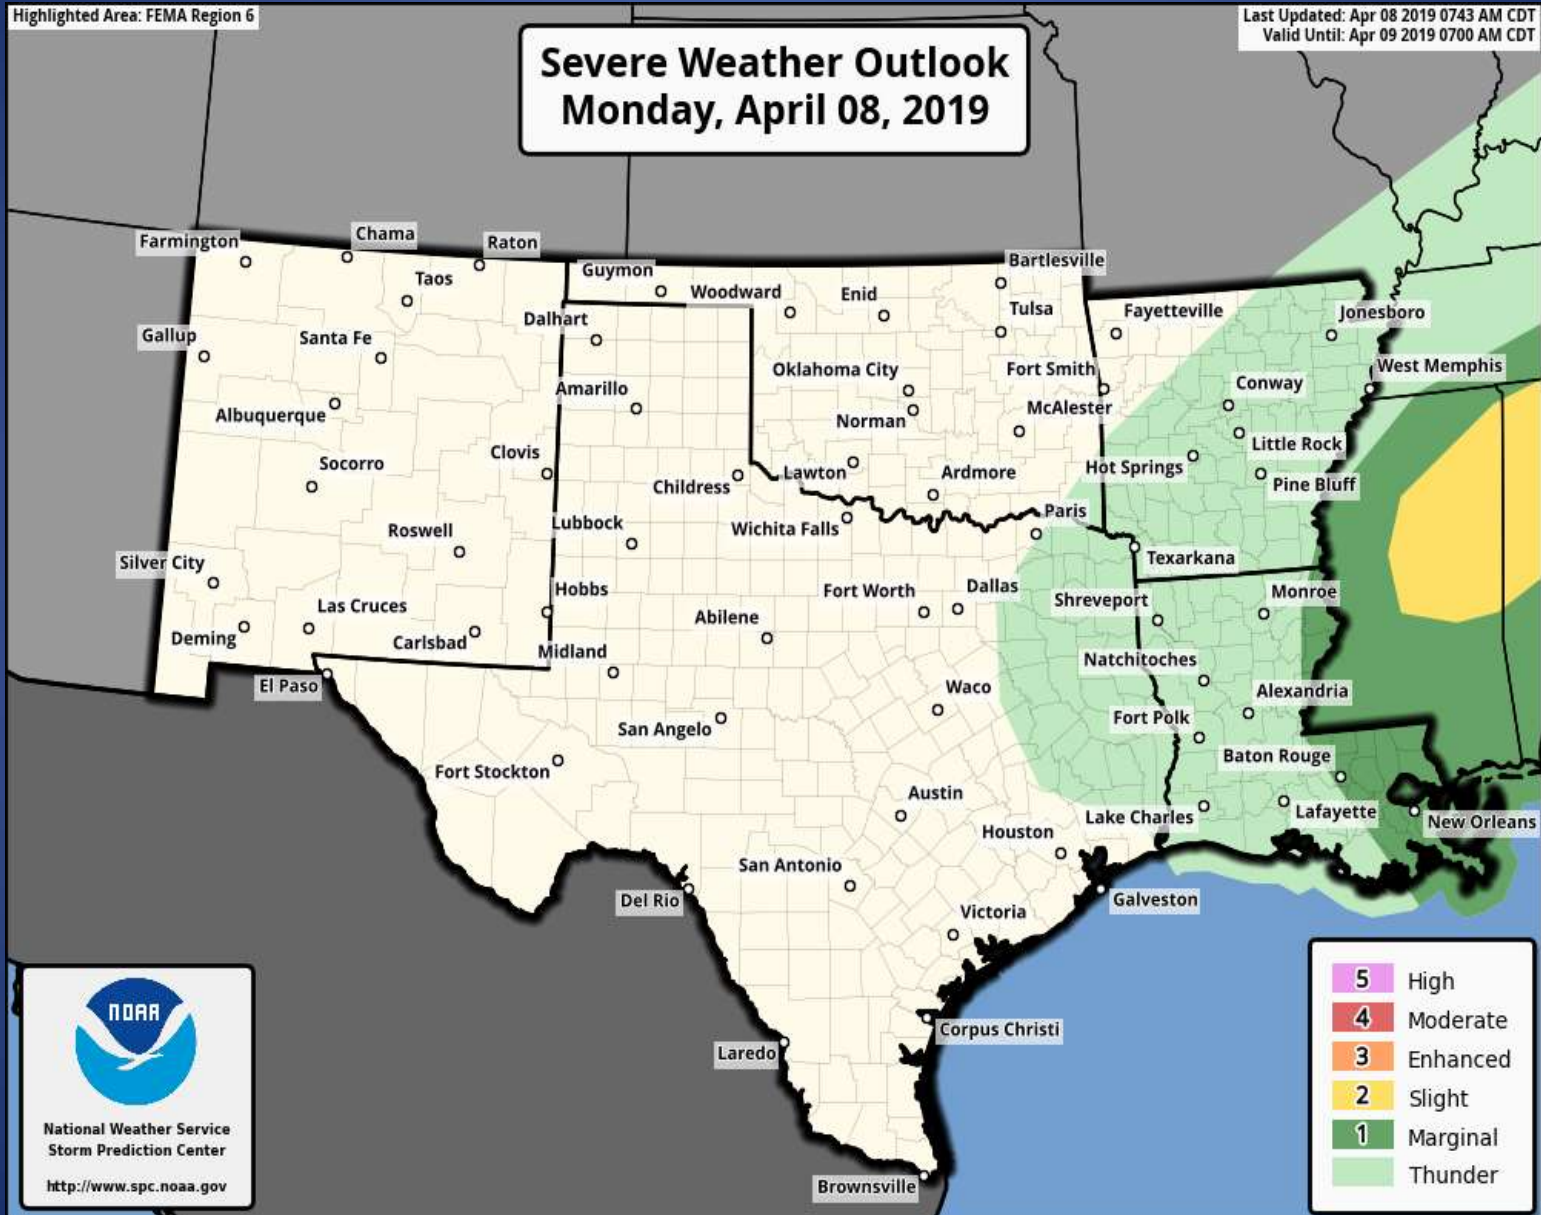 Highlighted Area: FEMA Region 6
Last Updated: Apr 08 2019 0743 AM CDT
Valid Until: Apr 09 2019 0700 AM CDT
Severe Weather Outlook
Monday, April 08, 2019
Farmington
Chama
Raton
Taos
Guymon
Woodward
Enid
Bartlesville
Tulsa
Fayetteville
Jonesboro
Gallup
Santa Fe
Dalhart
Oklahoma City
Fort Smith
West Memphis
Albuquerque
Amarillo
Norman
McAlester
Conway
Little Rock
Socorro
Clovis
Childress
Lawton
Ardmore
Hot Springs
Pine Bluff
Roswell
Lubbock
Wichita Falls
Paris
Texarkana
Silver City
Las Cruces
Hobbs
Fort Worth
Dallas
Shreveport
Monroe
Deming
Carlsbad
Midland
Abilene
Natchitoches
El Paso
Waco
Alexandria
San Angelo
Fort Polk
Fort Stockton
Baton Rouge
Austin
Lake Charles
Lafayette
New Orleans
Houston
San Antonio
Del Rio
Galveston
Victoria
Corpus Christi
Laredo
Brownsville
NOAA
National Weather Service
Storm Prediction Center
http://www.spc.noaa.gov
5 High
4 Moderate
3 Enhanced
2 Slight
1 Marginal
Thunder